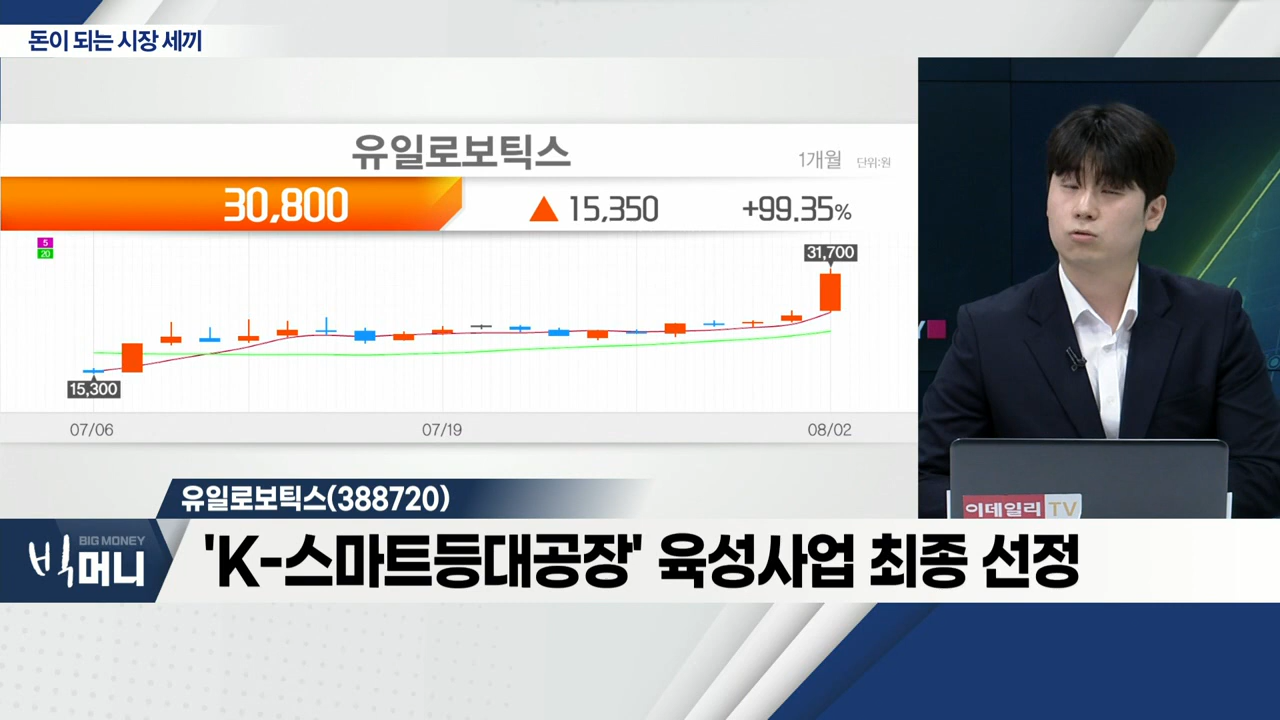 돈이 되는 시장 세끼
유일로보틱스
1개월 단위:원
30,800 ▲ 15,350 +99.35%
5
20
31,700
15,300
07/06 07/19 08/02
Y
이데일리 TV
유일로보틱스(388720)
BIG MONEY
빅머니
'K-스마트등대공장' 육성사업 최종 선정